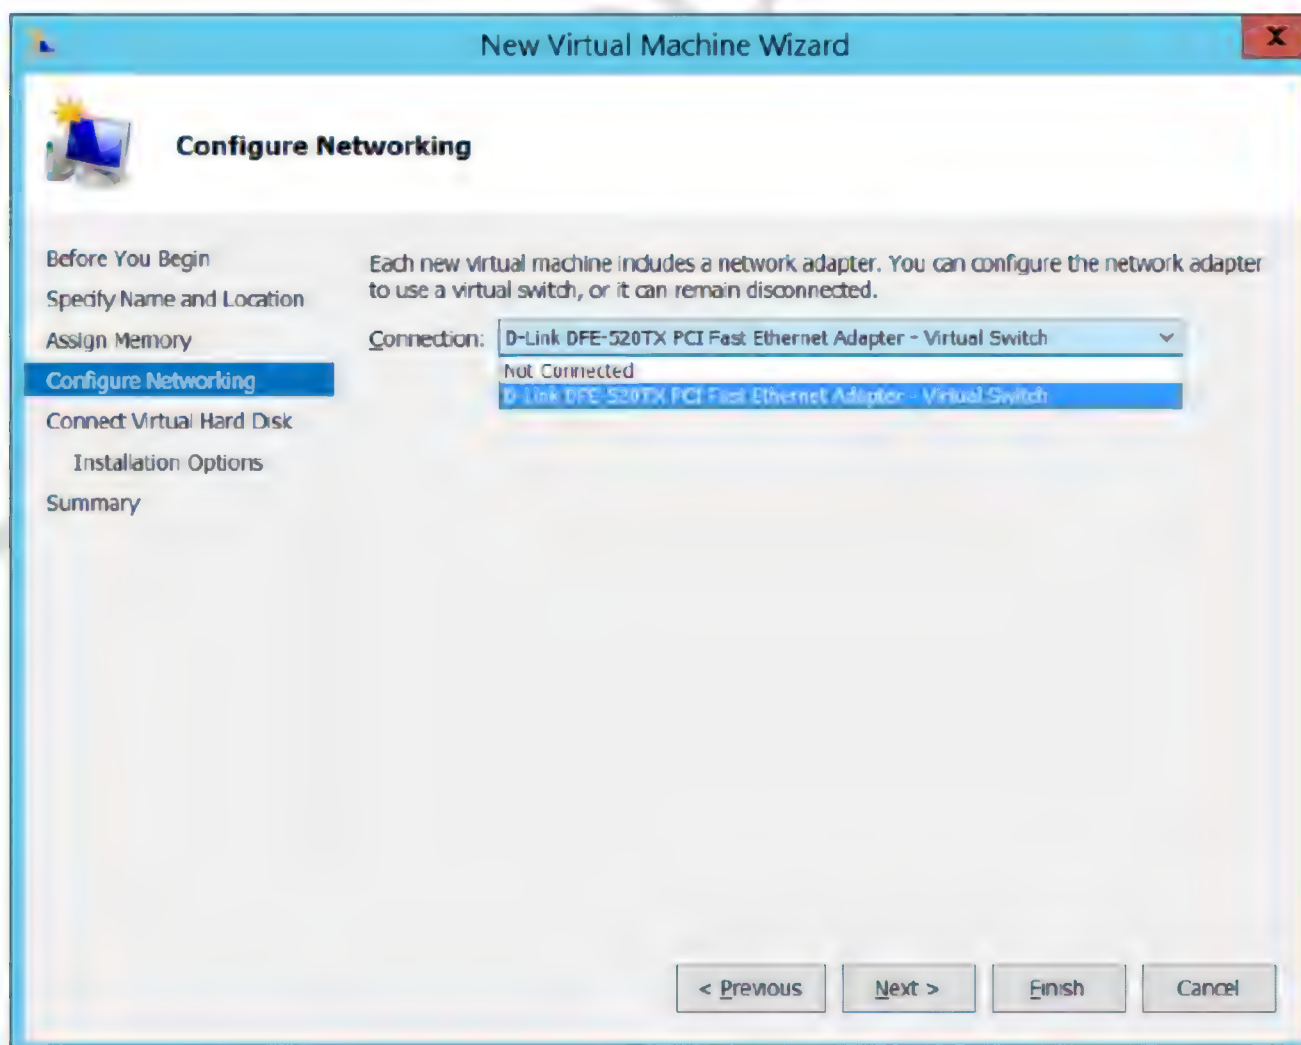 New Virtual Machine Wizard
X
Configure Networking
Before You Begin
Specify Name and Location
Assign Memory
Configure Networking
Connect Virtual Hard Disk
Installation Options
Summary
Each new virtual machine includes a network adapter. You can configure the network adapter
to use a virtual switch, or it can remain disconnected.
Connection: D-Link DFE-520TX PCI Fast Ethernet Adapter - Virtual Switch
Not Connected
D-Link DFE-520TX PCI Fast Ethernet Adapter - Virtual Switch
< Previous Next > Finish Cancel